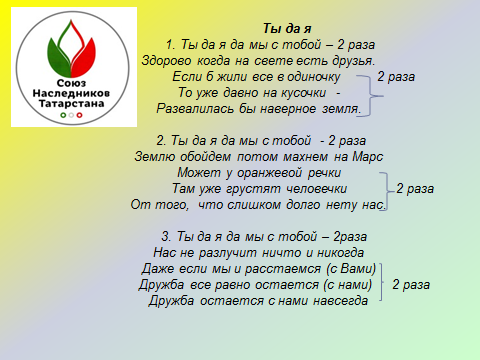 Союз
Наследников
Татарстана
Ты да я
1. Ты да я да мы с тобой – 2 раза
Здорово когда на свете есть друзья.
Если б жили все в одиночку 2 раза
То уже давно на кусочки -
Развалилась бы наверное земля.
2. Ты да я да мы с тобой - 2 раза
Землю обойдем потом махнем на Марс
Может у оранжевой речки
Там уже грустят человечки 2 раза
От того, что слишком долго нету нас.
3. Ты да я да мы с тобой – 2раза
Нас не разлучит ничто и никогда
Даже если мы и расстаемся (с Вами)
Дружба все равно остается (с нами) 2 раза
Дружба остается с нами навсегда